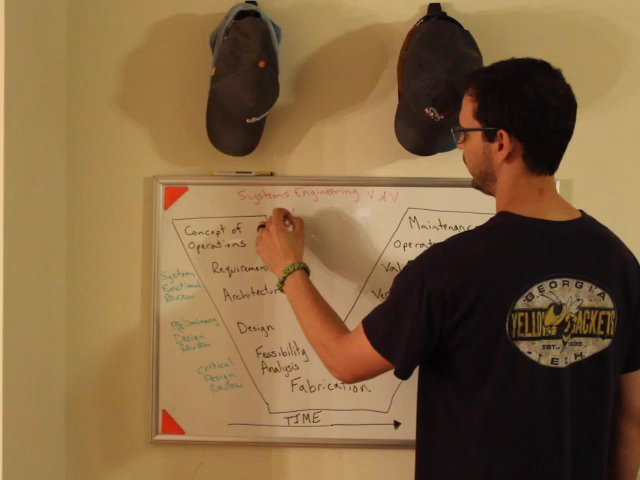 Systems Engineering V & V
Concept of
Operations
Requirements
Architecture
Design
Feasibility
Analysis
Fabrication
Maintenance
System
Functional
Review
Preliminary
Design
Review
Critical
Design
Review
TIME
GEORGIA
YELLOW JACKETS
TECH